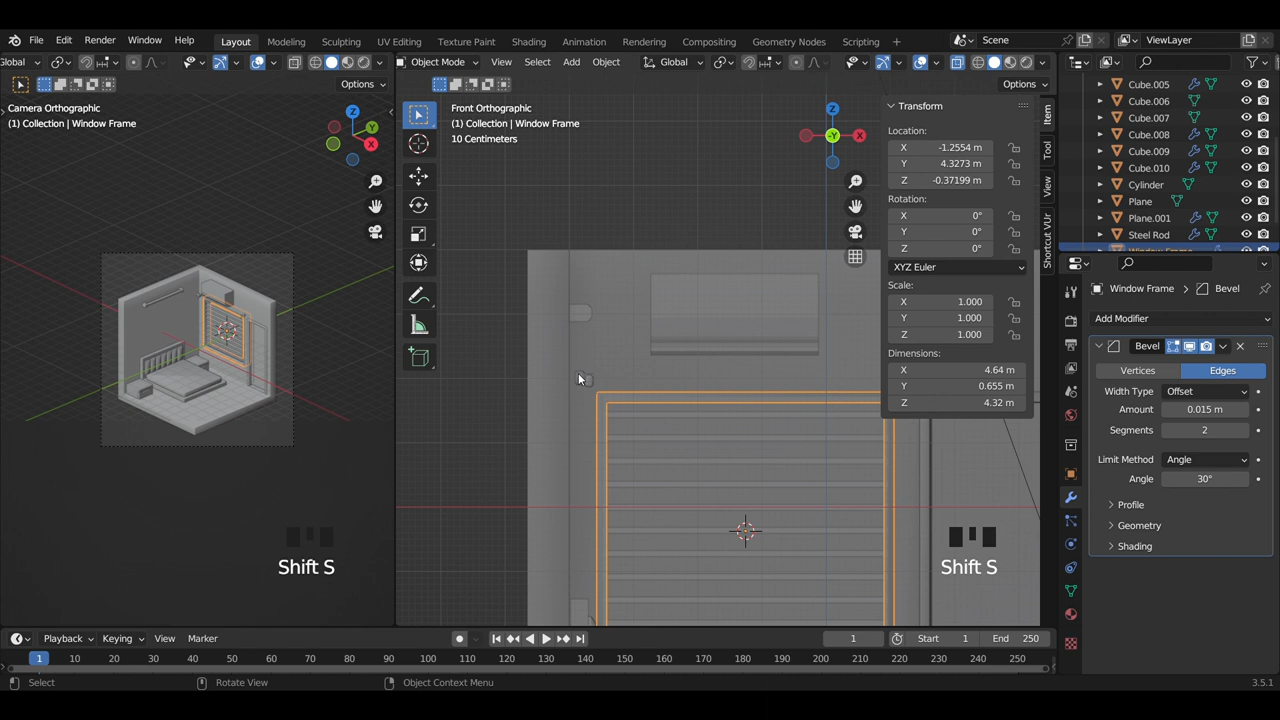 File Edit Render Window Help Layout Modeling Sculpting UV Editing Texture Paint Shading Animation Rendering Compositing Geometry Nodes Scripting + Scene ViewLayer
Global Object Mode View Select Add Object Global
Options Options
Camera Orthographic
(1) Collection | Window Frame
Front Orthographic
(1) Collection | Window Frame
10 Centimeters
Z
Y
X
Z
-Y
X
Transform
Location:
X -1.2554 m
Y 4.3273 m
Z -0.37199 m
Rotation:
X 0°
Y 0°
Z 0°
XYZ Euler
Scale:
X 1.000
Y 1.000
Z 1.000
Dimensions:
X 4.64 m
Y 0.655 m
Z 4.32 m
Item
Tool
View
Shortcut VUr
Cube.005
Cube.006
Cube.007
Cube.008
Cube.009
Cube.010
Cylinder
Plane
Plane.001
Steel Rod
Window Frame
Window Frame > Bevel
Add Modifier
Bevel
Vertices Edges
Width Type Offset
Amount 0.015 m
Segments 2
Limit Method Angle
Angle 30°
Profile
Geometry
Shading
Shift S
Shift S
Playback Keying View Marker 1 Start 1 End 250
1 10 20 30 40 50 60 70 80 90 100 110 120 130 140 150 160 170 180 190 200 210 220 230 240 250
Select Rotate View Object Context Menu 3.5.1